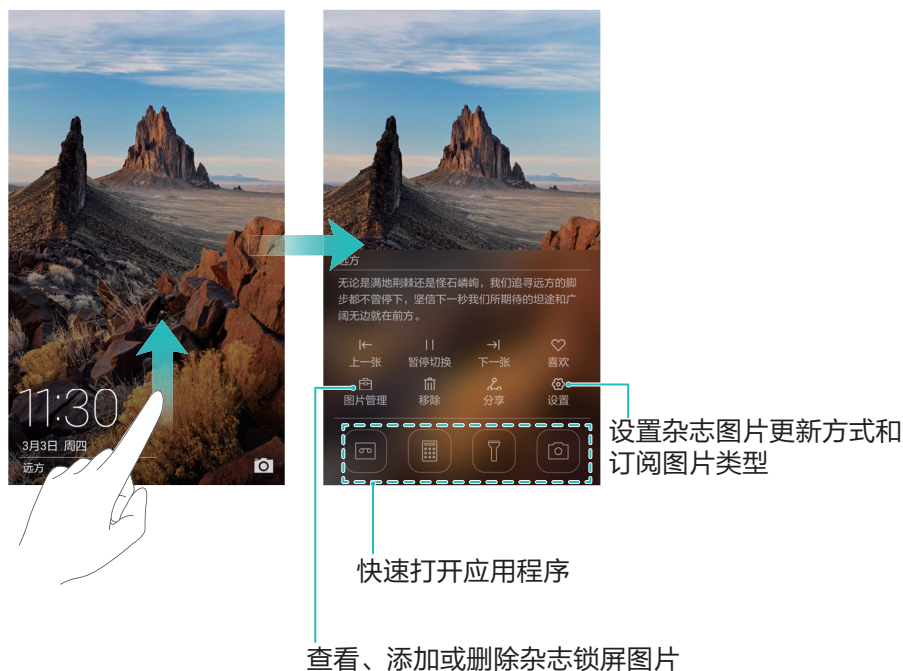 11:30
3月3日 周四
远方
远方
无论是满地荆棘还是怪石嶙峋，我们追寻远方的脚
步都不曾停下，坚信下一秒我们所期待的坦途和广
阔无边就在前方。
上一张 暂停切换 下一张 喜欢
图片管理 移除 分享 设置
设置杂志图片更新方式和
订阅图片类型
快速打开应用程序
查看、添加或删除杂志锁屏图片